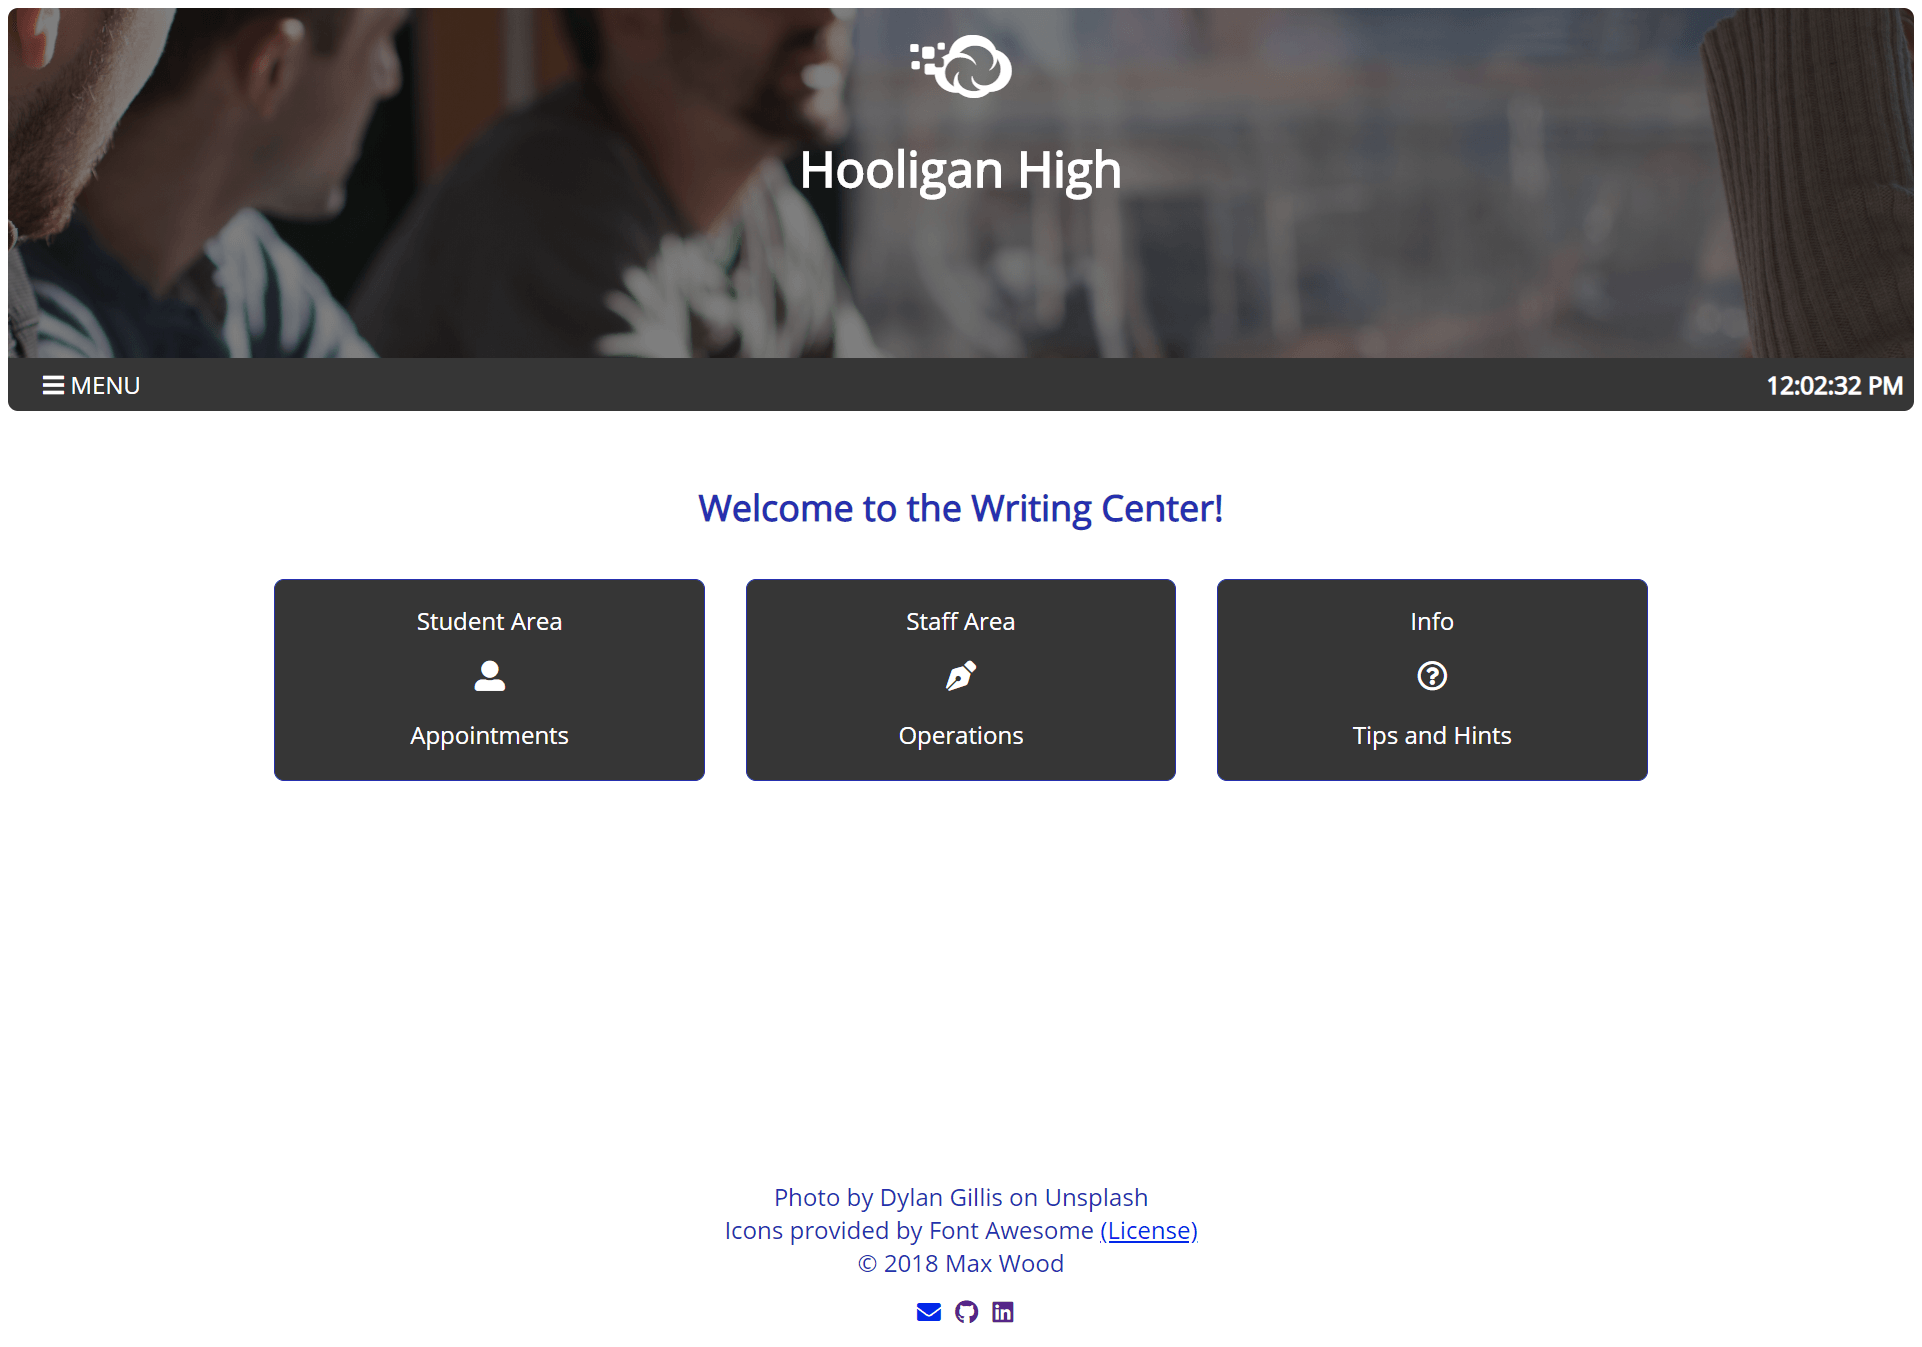 Hooligan High
MENU
12:02:32 PM
Welcome to the Writing Center!
Student Area
Appointments
Staff Area
Operations
Info
Tips and Hints
Photo by Dylan Gillis on Unsplash
Icons provided by Font Awesome (License)
© 2018 Max Wood